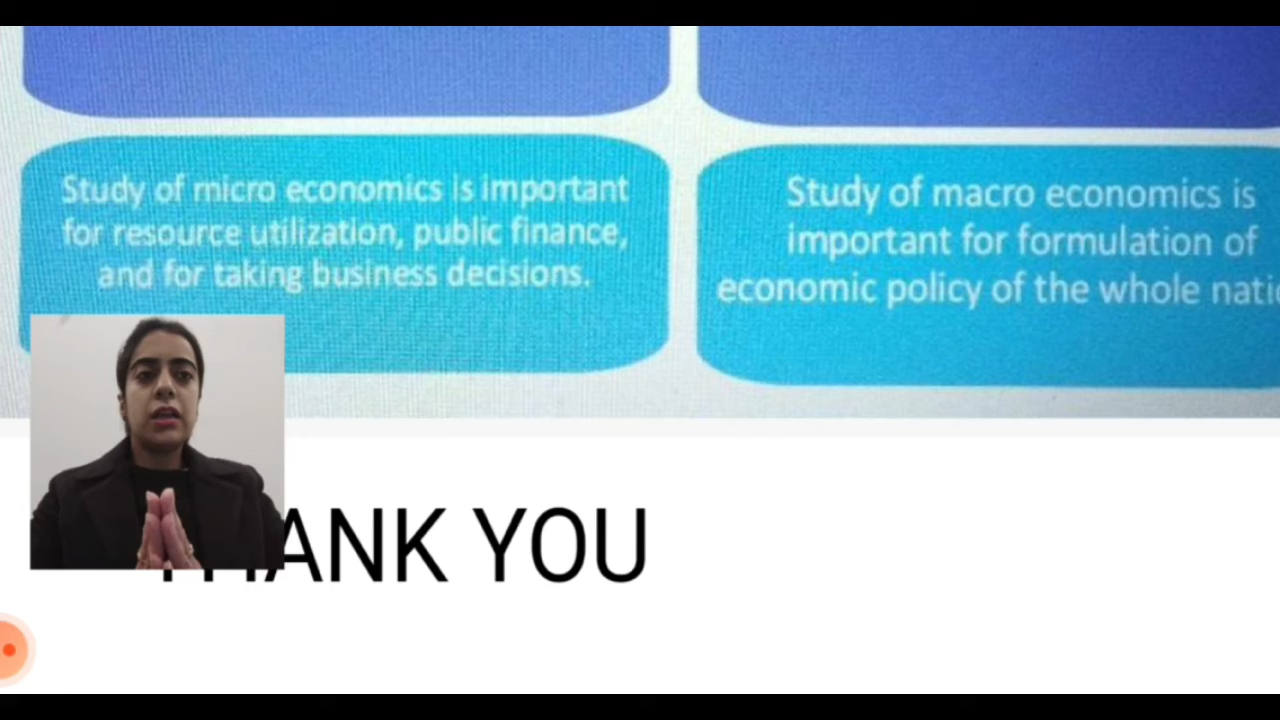 Study of micro economics is important
for resource utilization, public finance,
and for taking business decisions.
Study of macro economics is
important for formulation of
economic policy of the whole
THANK YOU